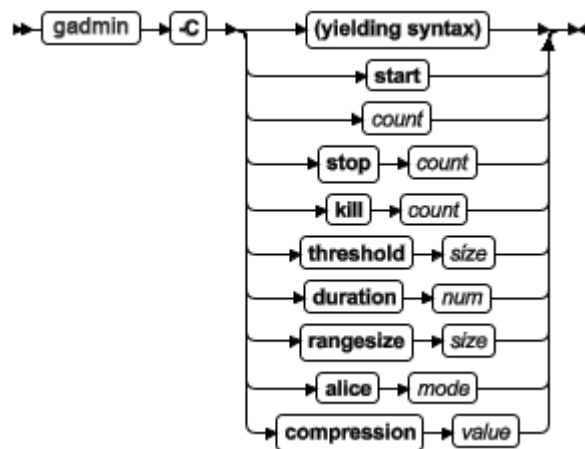 gadmin -C (yielding syntax)
start
count
stop count
kill count
threshold size
duration num
rangesize size
alice mode
compression value